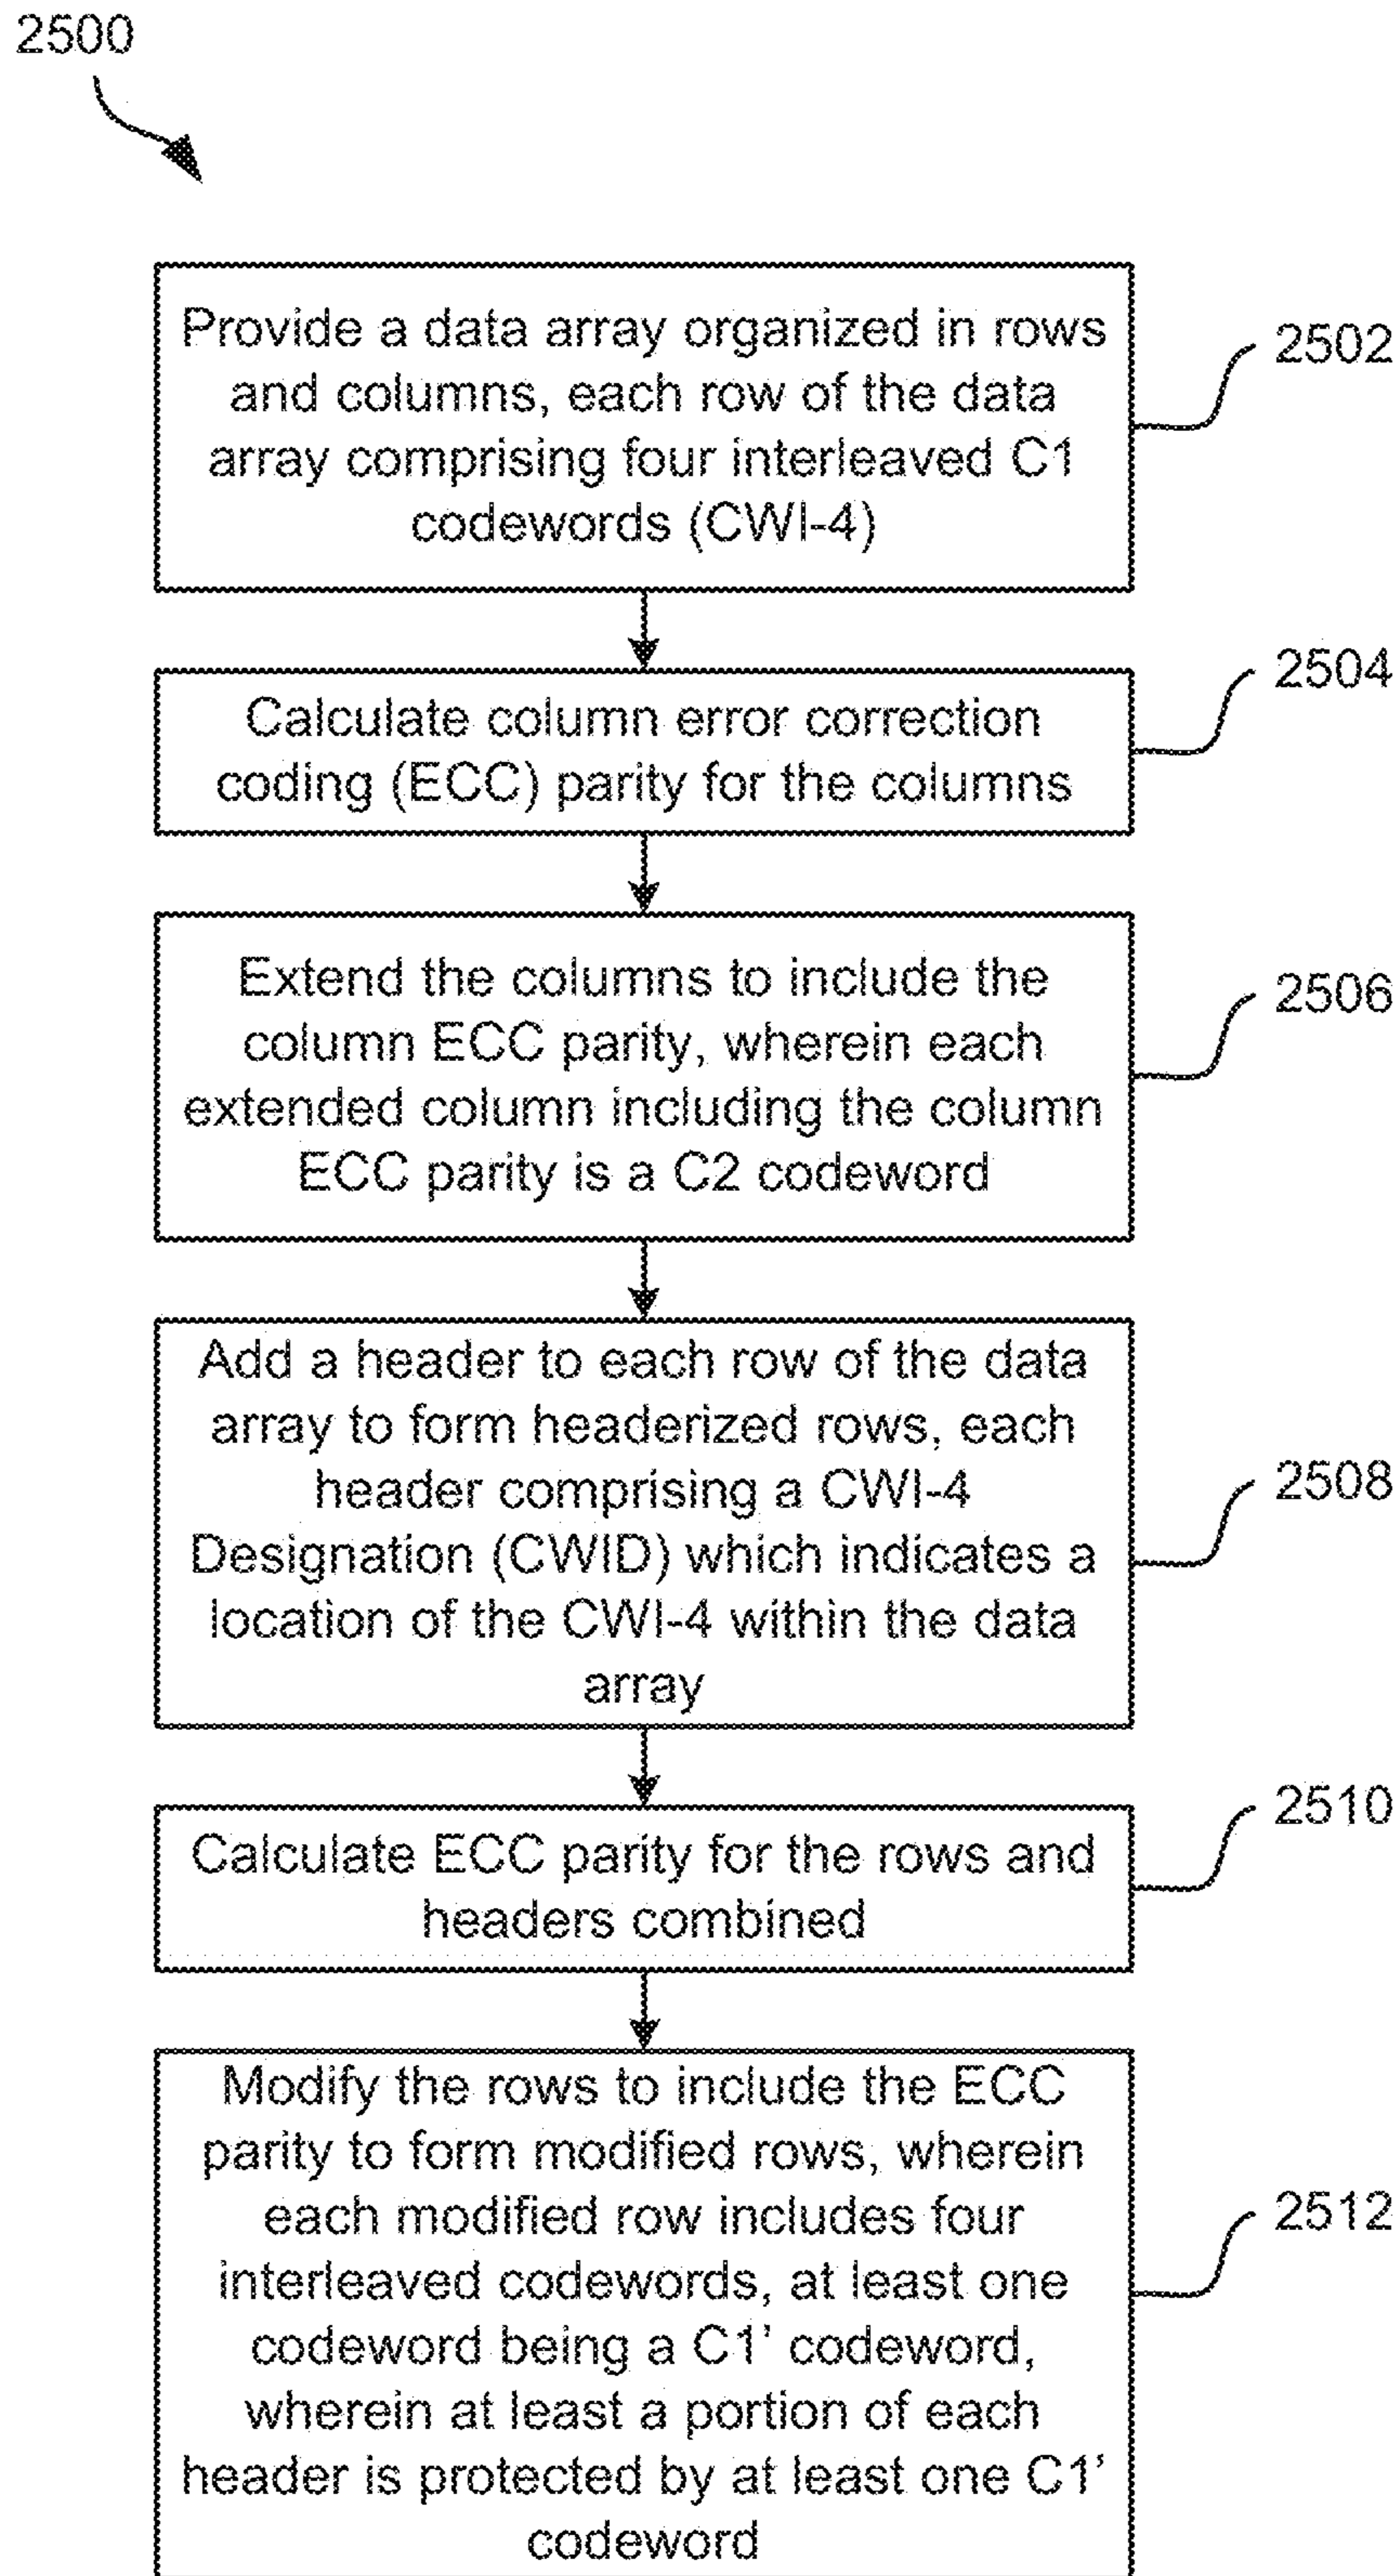 2500
Provide a data array organized in rows
and columns, each row of the data
array comprising four interleaved C1
codewords (CWI-4)
2502
Calculate column error correction
coding (ECC) parity for the columns
2504
Extend the columns to include the
column ECC parity, wherein each
extended column including the column
ECC parity is a C2 codeword
2506
Add a header to each row of the data
array to form headerized rows, each
header comprising a CWI-4
Designation (CWID) which indicates a
location of the CWI-4 within the data
array
2508
Calculate ECC parity for the rows and
headers combined
2510
Modify the rows to include the ECC
parity to form modified rows, wherein
each modified row includes four
interleaved codewords, at least one
codeword being a C1’ codeword,
wherein at least a portion of each
header is protected by at least one C1’
codeword
2512